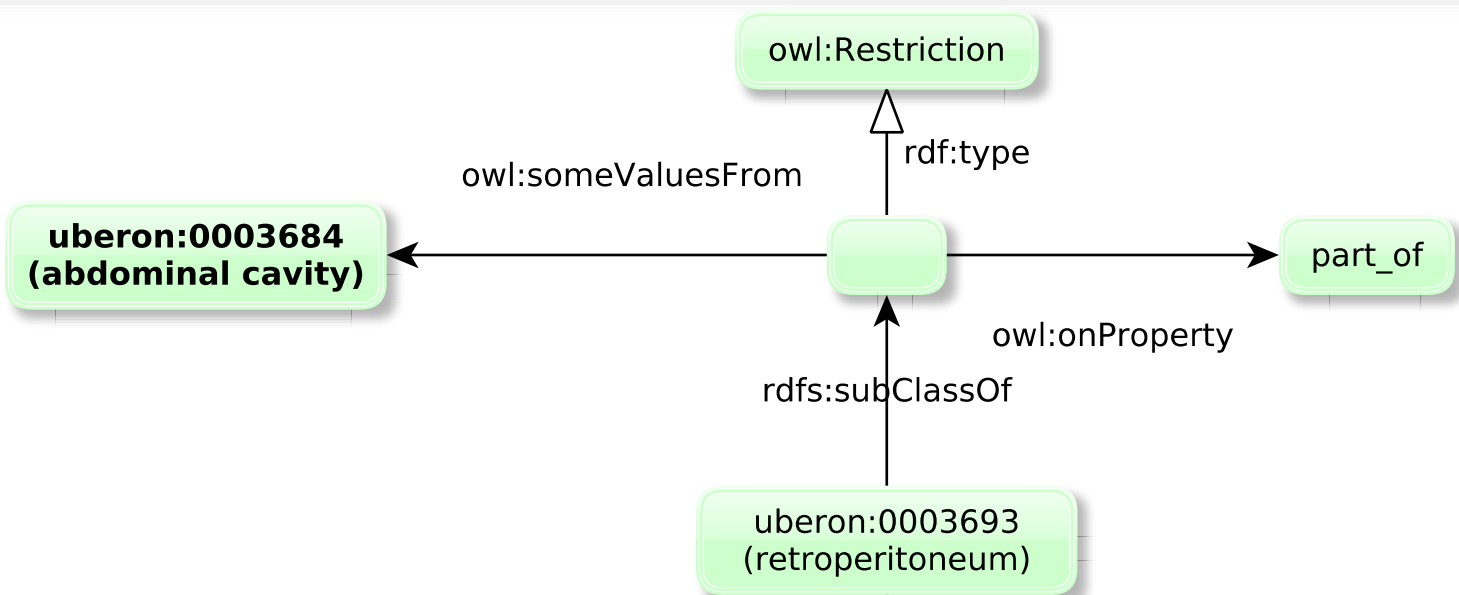 owl:Restriction
rdf:type
owl:someValuesFrom
uberon:0003684
(abdominal cavity)
part_of
owl:onProperty
rdfs:subClassOf
uberon:0003693
(retroperitoneum)